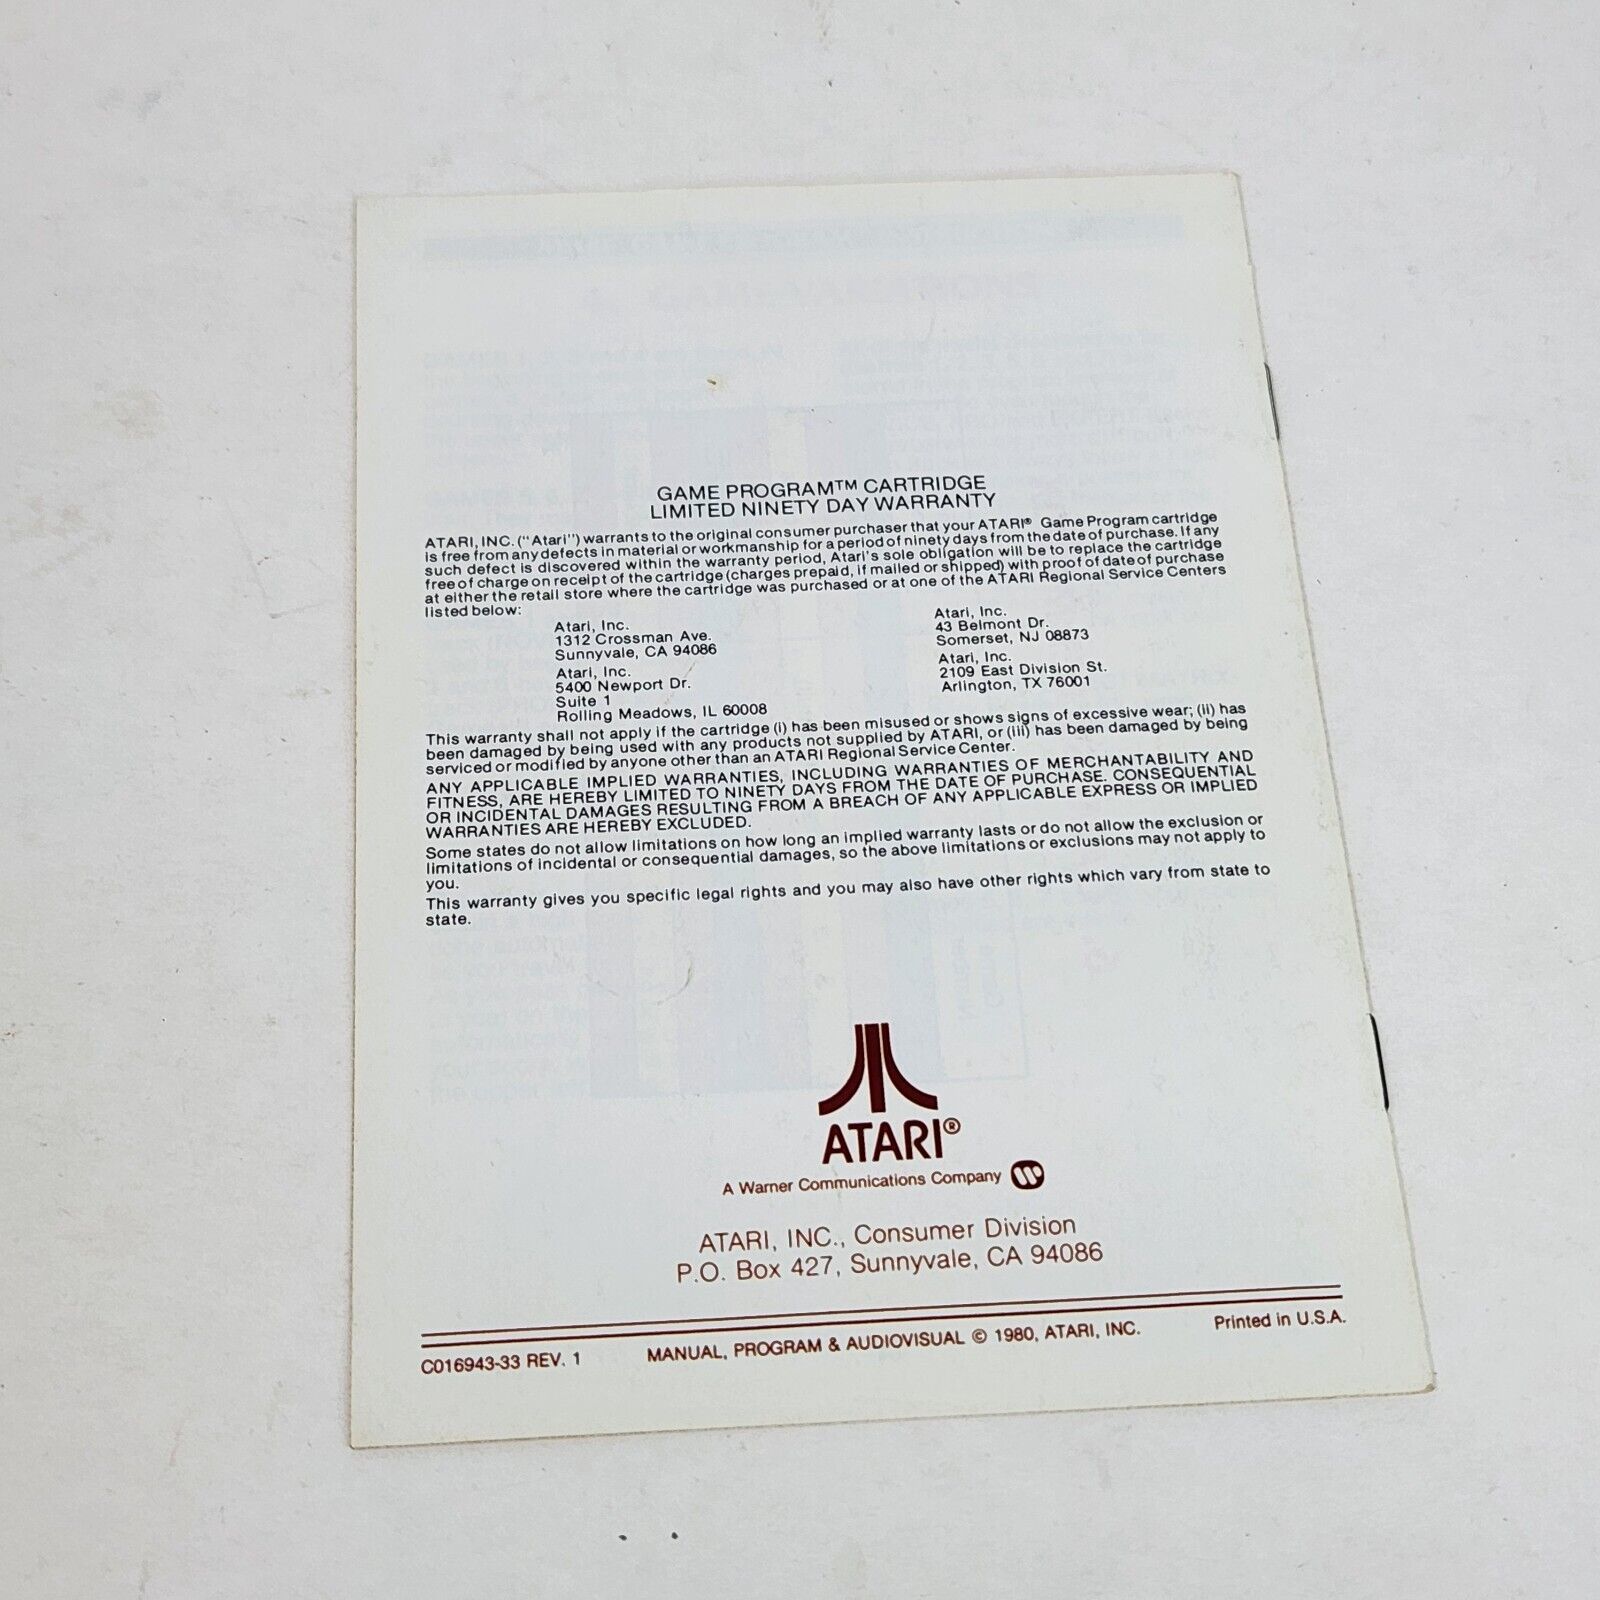 GAME PROGRAM™ CARTRIDGE
LIMITED NINETY DAY WARRANTY
ATARI, INC. ("Atari") warrants to the original consumer purchaser that your ATARI® Game Program cartridge
is free from any defects in material or workmanship for a period of ninety days from the date of purchase. If any
such defect is discovered within the warranty period, Atari's sole obligation will be to replace the cartridge
free of charge on receipt of the cartridge (charges prepaid, if mailed or shipped) with proof of date of purchase
at either the retail store where the cartridge was purchased or at one of the ATARI Regional Service Centers
listed below:
Atari, Inc.
1312 Crossman Ave.
Sunnyvale, CA 94086
Atari, Inc.
5400 Newport Dr.
Suite 1
Rolling Meadows, IL 60008
Atari, Inc.
43 Belmont Dr.
Somerset, NJ 08873
Atari, Inc.
2109 East Division St.
Arlington, TX 76001
This warranty shall not apply if the cartridge (i) has been misused or shows signs of excessive wear; (ii) has
been damaged by being used with any products not supplied by ATARI, or (iii) has been damaged by being
serviced or modified by anyone other than an ATARI Regional Service Center.
ANY APPLICABLE IMPLIED WARRANTIES, INCLUDING WARRANTIES OF MERCHANTABILITY AND
FITNESS, ARE HEREBY LIMITED TO NINETY DAYS FROM THE DATE OF PURCHASE. CONSEQUENTIAL
OR INCIDENTAL DAMAGES RESULTING FROM A BREACH OF ANY APPLICABLE EXPRESS OR IMPLIED
WARRANTIES ARE HEREBY EXCLUDED.
Some states do not allow limitations on how long an implied warranty lasts or do not allow the exclusion or
limitations of incidental or consequential damages, so the above limitations or exclusions may not apply to
you.
This warranty gives you specific legal rights and you may also have other rights which vary from state to
state.
ATARI®
A Warner Communications Company
ATARI, INC., Consumer Division
P.O. Box 427, Sunnyvale, CA 94086
C016943-33 REV. 1 MANUAL, PROGRAM & AUDIOVISUAL © 1980, ATARI, INC. Printed in U.S.A.